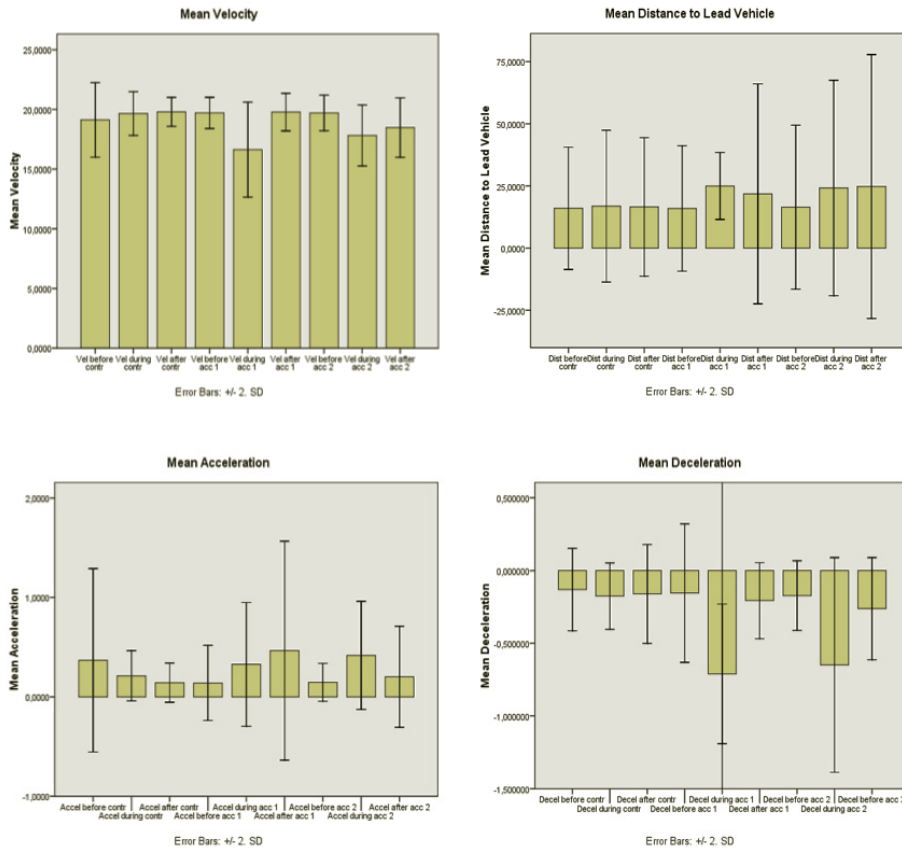 Mean Velocity
Mean Velocity
25,0000
20,0000
15,0000
10,0000
5,0000
0,0000
Vel before contr
Vel during contr
Vel after contr
Vel before acc 1
Vel during acc 1
Vel after acc 1
Vel before acc 2
Vel during acc 2
Vel after acc 2
Error Bars: +/- 2. SD
Mean Distance to Lead Vehicle
Mean Distance to Lead Vehicle
75,0000
50,0000
25,0000
0,0000
-25,0000
Dist before contr
Dist during contr
Dist after contr
Dist before acc 1
Dist during acc 1
Dist after acc 1
Dist before acc 2
Dist during acc 2
Dist after acc 2
Error Bars: +/- 2. SD
Mean Acceleration
Mean Acceleration
2,0000
1,0000
0,0000
-1,0000
Accel before contr
Accel during contr
Accel after contr
Accel before acc 1
Accel during acc 1
Accel after acc 1
Accel before acc 2
Accel during acc 2
Accel after acc 2
Error Bars: +/- 2. SD
Mean Deceleration
Mean Deceleration
0,500000
0,000000
-0,500000
-1,000000
-1,500000
Decel before contr
Decel during contr
Decel after contr
Decel before acc 1
Decel during acc 1
Decel after acc 1
Decel before acc 2
Decel during acc 2
Decel before acc 2
Error Bars: +/- 2. SD